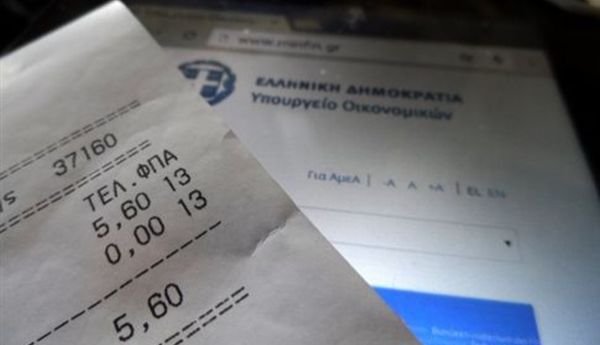 www.minfin.gr
ΕΛΛΗΝΙΚΗ ΔΗΜΟΚΡΑΤΙΑ
Υπουργείο Οικονομικών
Για ΑμεΑ | -A A +A | EL EN
37160
ΤΕΛ.ΦΠΑ
5,60 13
0,00 13
5,60